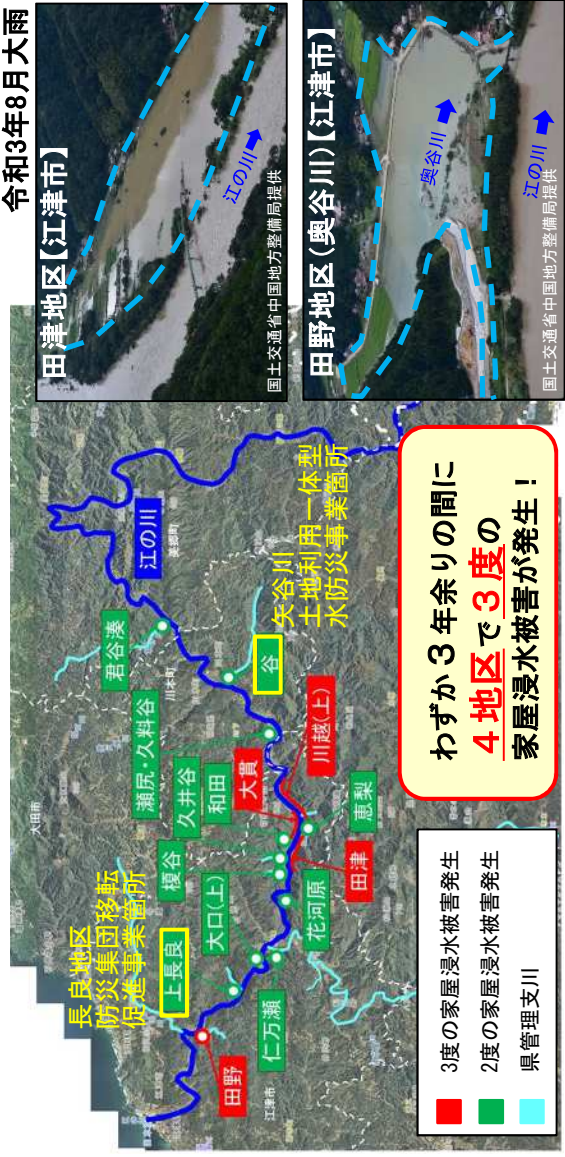 令和3年8月大雨
田津地区【江津市】
江の川
国土交通省中国地方整備局提供
田野地区(奥谷川)【江津市】
奥谷川
江の川
国土交通省中国地方整備局提供
長良地区
防災集団移転
促進事業箇所
上長良
大口(上)
榎谷
瀬尻・久料谷
久井谷
和田
大貫
君谷湊
江の川
谷
矢谷川
土地利用一体型
水防災事業箇所
川越(上)
恵梨
田津
花河原
仁万瀬
田野
大田市
川本町
美郷町
江津市
わずか3年余りの間に
4地区で3度の
家屋浸水被害が発生!
3度の家屋浸水被害発生
2度の家屋浸水被害発生
県管理支川